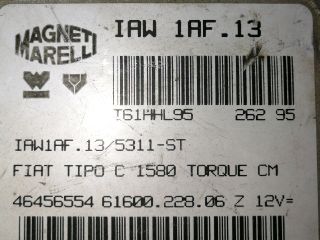 MAGNETI MARELLI
IAW 1AF.13
I61HHL95 262 95
IAW1AF.13/5311-ST
FIAT TIPO C 1580 TORQUE CM
46456554 61600.228.06 Z 12V=